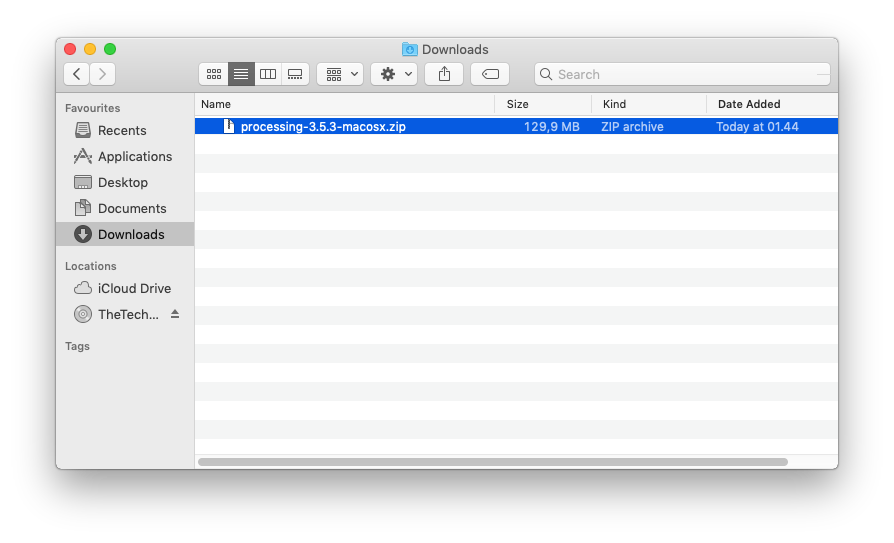 Downloads
Search
Favourites
Recents
Applications
Desktop
Documents
Downloads
Locations
iCloud Drive
TheTech...
Tags
Name Size Kind Date Added
processing-3.5.3-macosx.zip 129,9 MB ZIP archive Today at 01.44